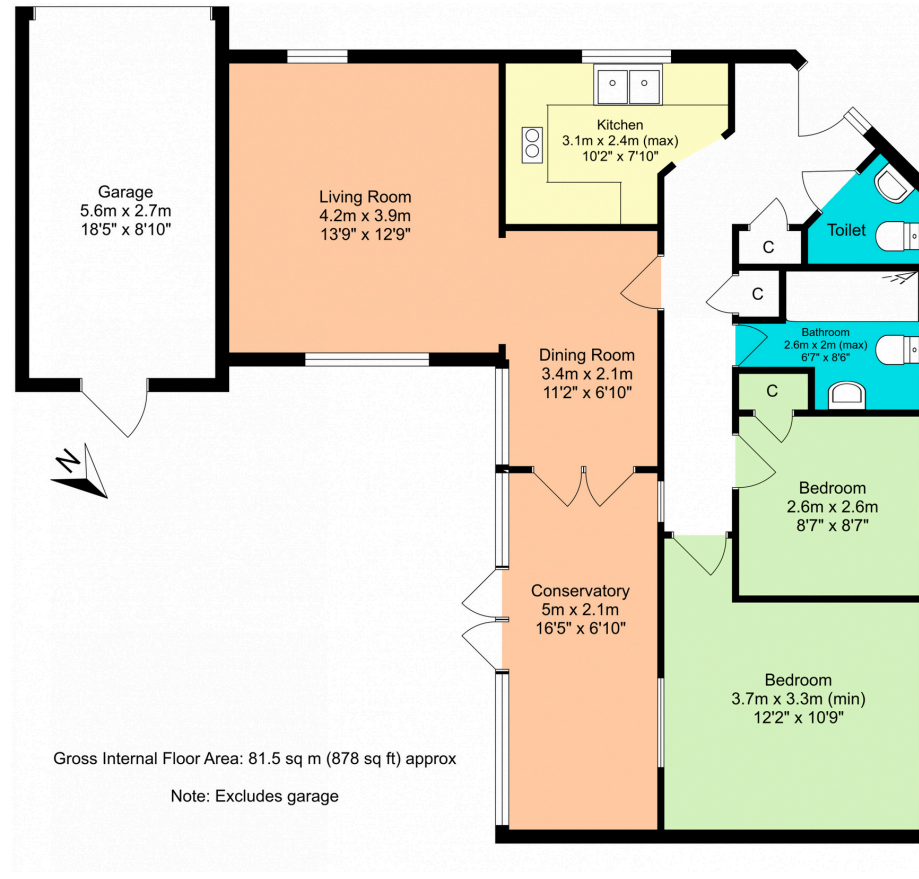 Garage
5.6m x 2.7m
18'5" x 8'10"
Living Room
4.2m x 3.9m
13'9" x 12'9"
Kitchen
3.1m x 2.4m (max)
10'2" x 7'10"
Toilet
C
C
Bathroom
2.6m x 2m (max)
6'7" x 8'6"
Dining Room
3.4m x 2.1m
11'2" x 6'10"
C
N
Bedroom
2.6m x 2.6m
8'7" x 8'7"
Conservatory
5m x 2.1m
16'5" x 6'10"
Bedroom
3.7m x 3.3m (min)
12'2" x 10'9"
Gross Internal Floor Area: 81.5 sq m (878 sq ft) approx
Note: Excludes garage